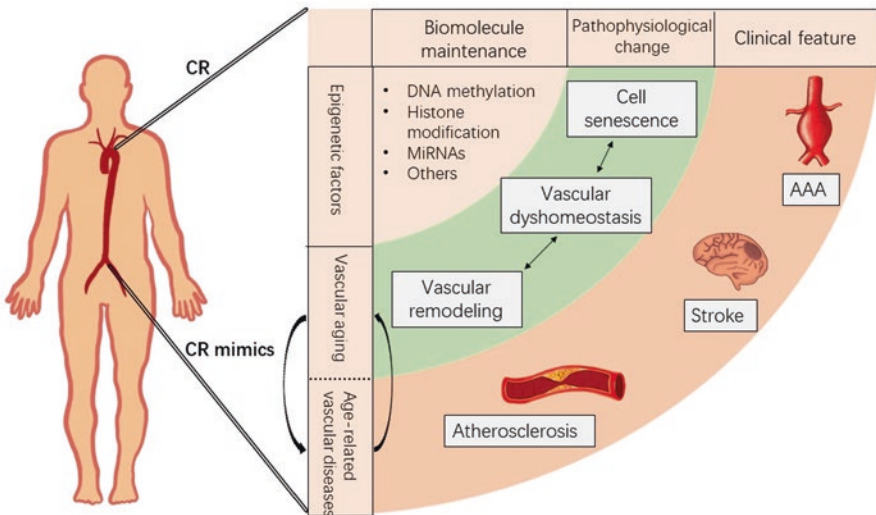 CR
CR mimics
Biomolecule
maintenance
Pathophysiological
change
Clinical feature
Epigenetic factors
• DNA methylation
• Histone
modification
• MiRNAs
• Others
Cell
senescence
Vascular
dyshomeostasis
Vascular
remodeling
AAA
Stroke
Vascular aging
Age-related
vascular diseases
Atherosclerosis